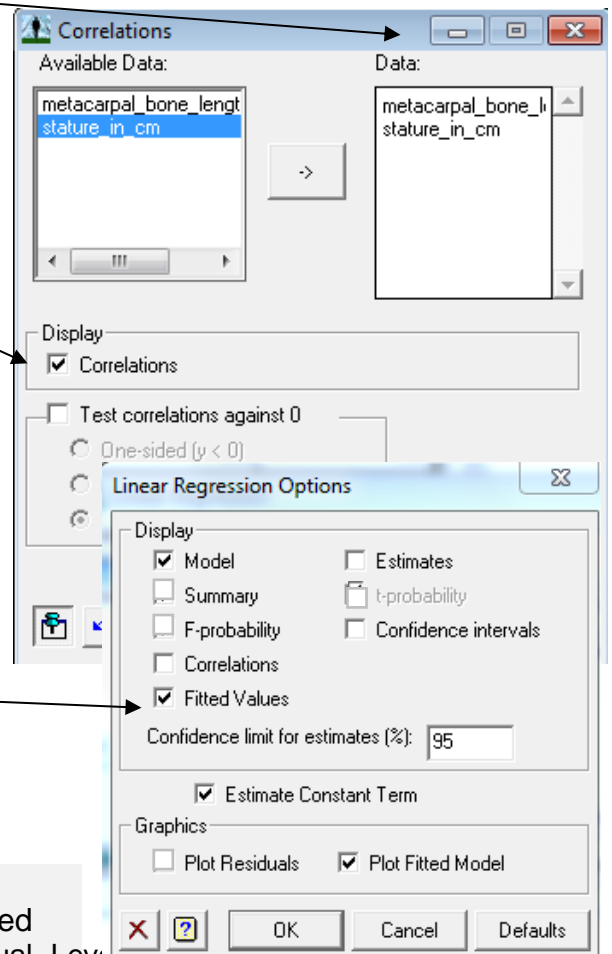 Correlations
Available Data:
Data:
metacarpal_bone_lengt
stature_in_cm
->
metacarpal_bone_l
stature_in_cm
Display
Correlations
Test correlations against 0
One-sided (y < 0)
Linear Regression Options
Display
Model
Estimates
Summary
t-probability
F-probability
Confidence intervals
Correlations
Fitted Values
Confidence limit for estimates (%):
95
Estimate Constant Term
Graphics
Plot Residuals
Plot Fitted Model
OK
Cancel
Defaults
ed
ual